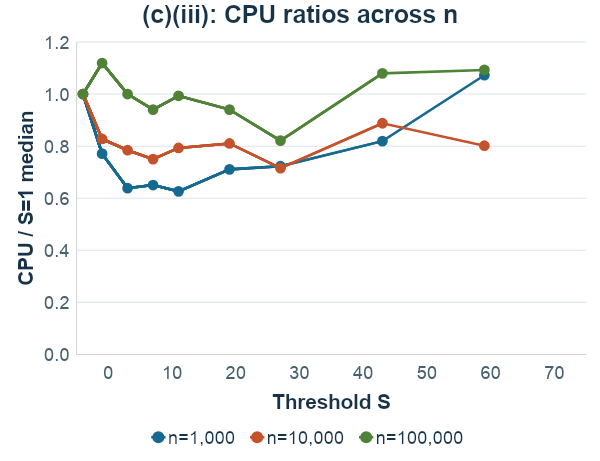 (c)(iii): CPU ratios across n
CPU / S=1 median
1.2
1.0
0.8
0.6
0.4
0.2
0.0
0 10 20 30 40 50 60 70
Threshold S
n=1,000 n=10,000 n=100,000